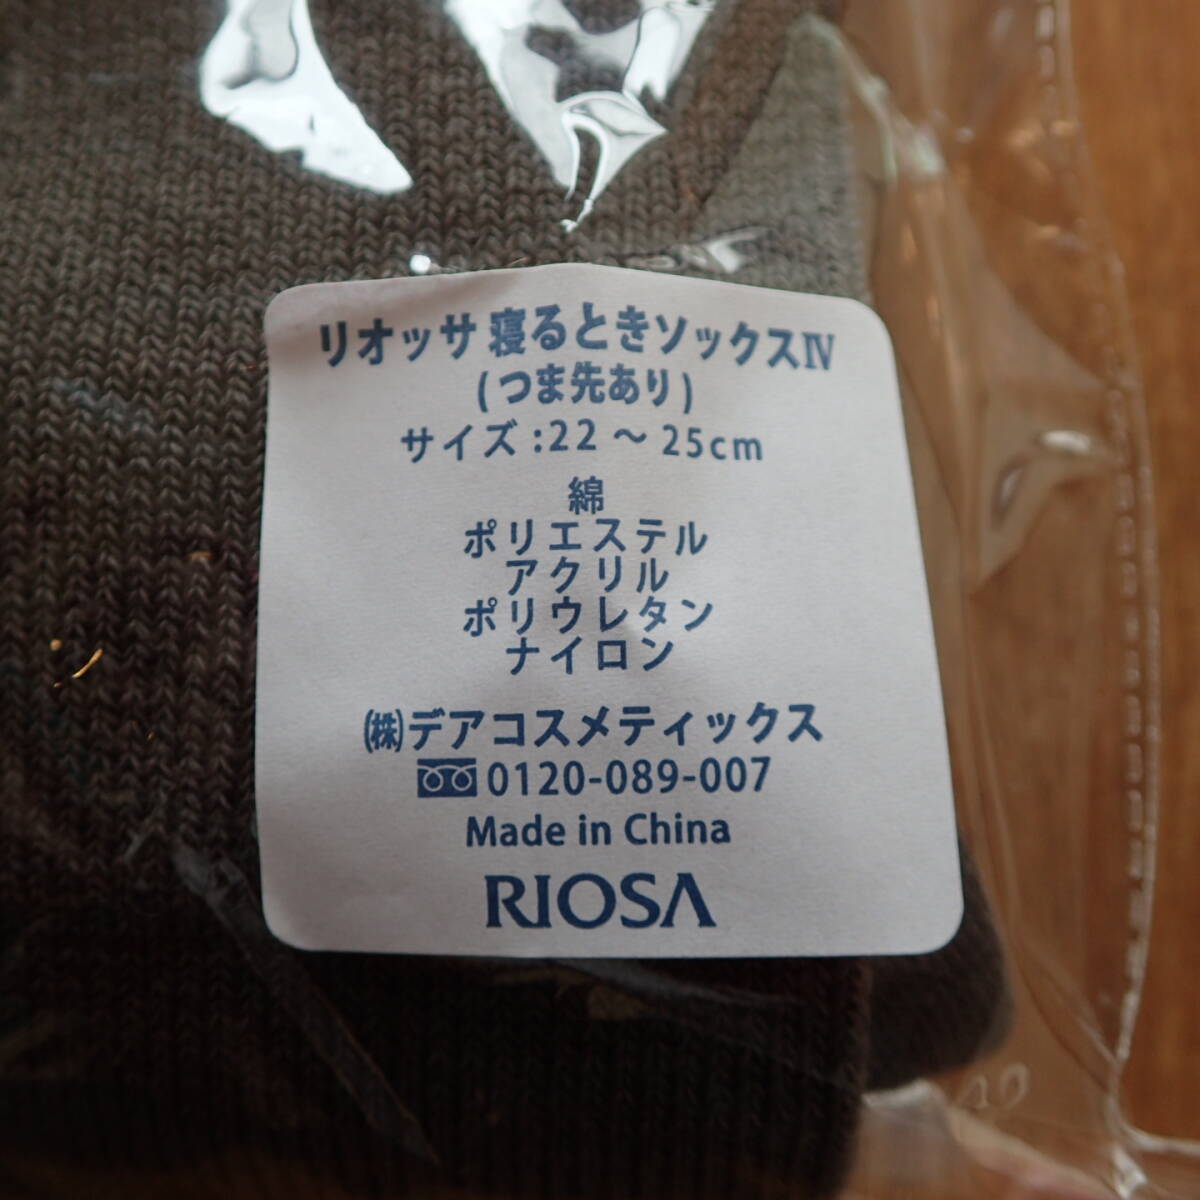 リオッサ 寝るときソックスⅣ
(つま先あり)
サイズ:22 ～ 25cm
綿
ポリエステル
アクリル
ポリウレタン
ナイロン
㈱デアコスメティックス
0120-089-007
Made in China
RIOSA